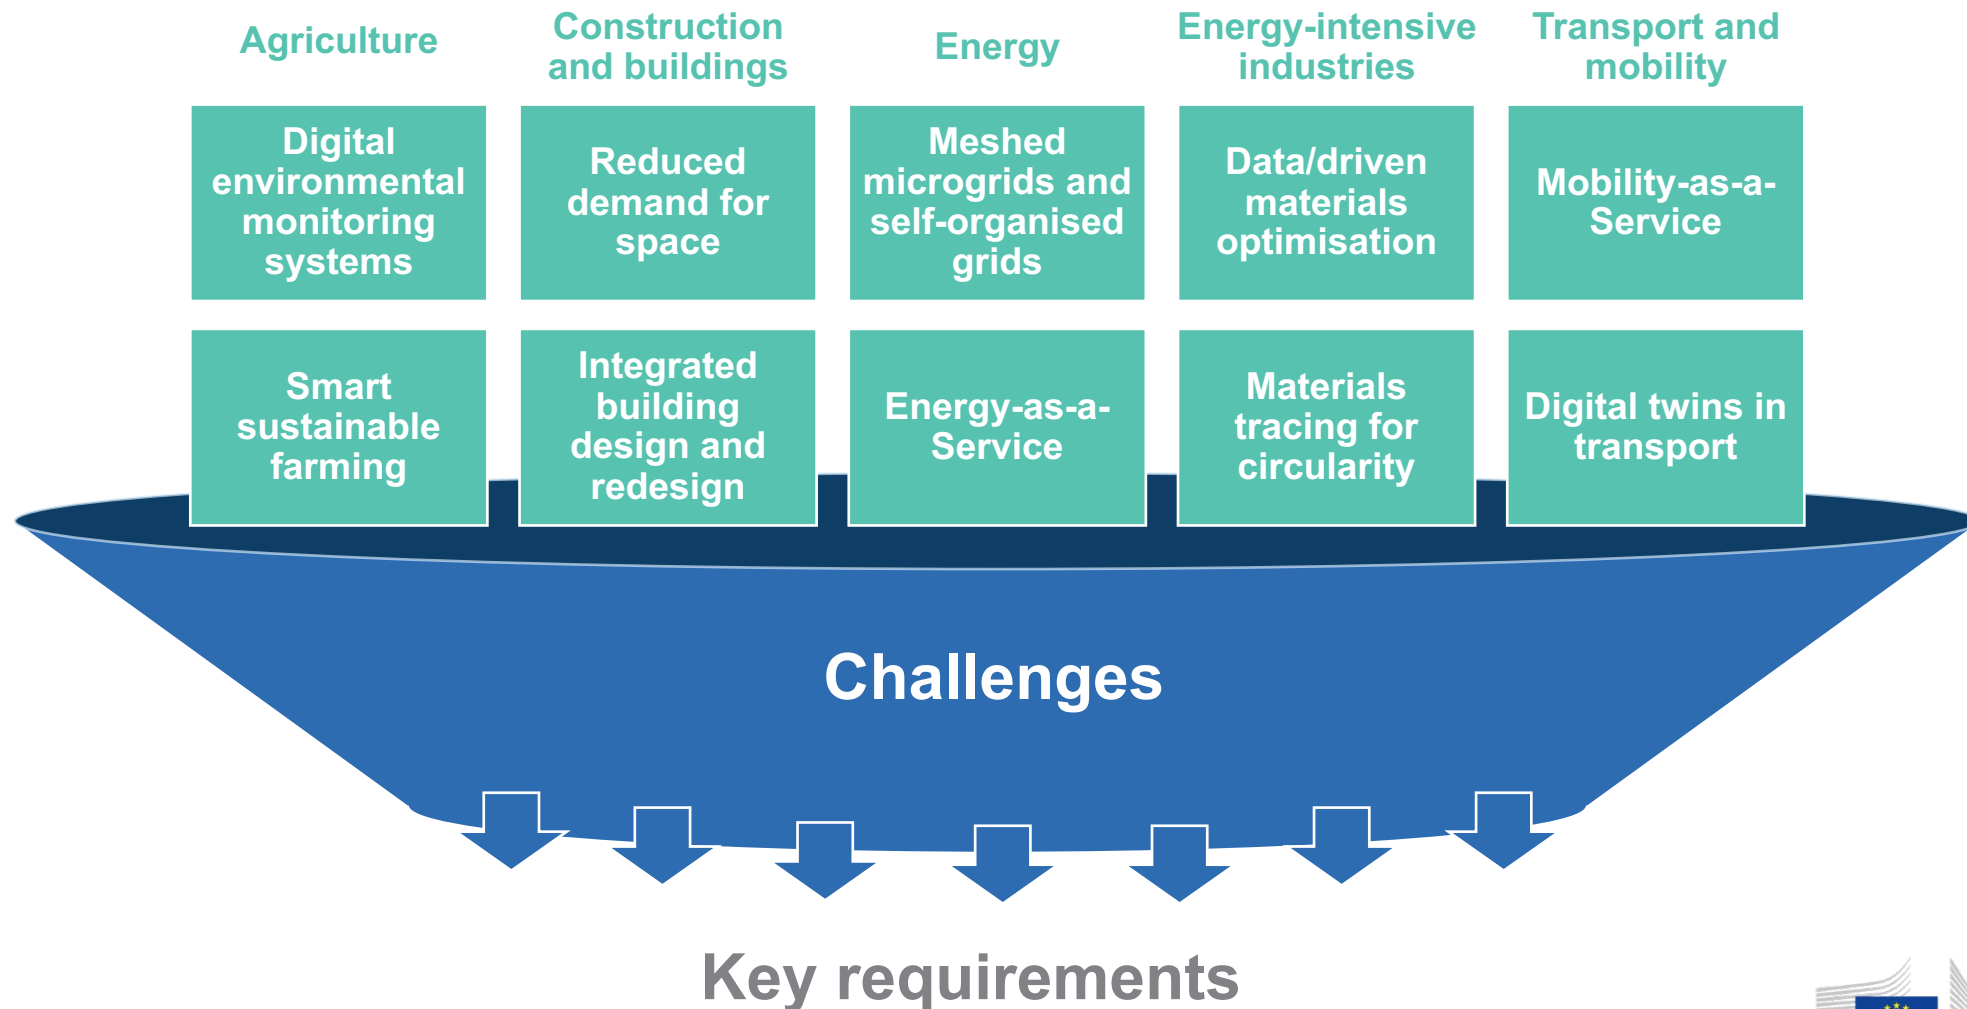 Agriculture
Construction
and buildings
Energy
Energy-intensive
industries
Transport and
mobility
Digital
environmental
monitoring
systems
Reduced
demand for
space
Meshed
microgrids and
self-organised
grids
Data/driven
materials
optimisation
Mobility-as-a-
Service
Smart
sustainable
farming
Integrated
building
design and
redesign
Energy-as-a-
Service
Materials
tracing for
circularity
Digital twins in
transport
Challenges
Key requirements